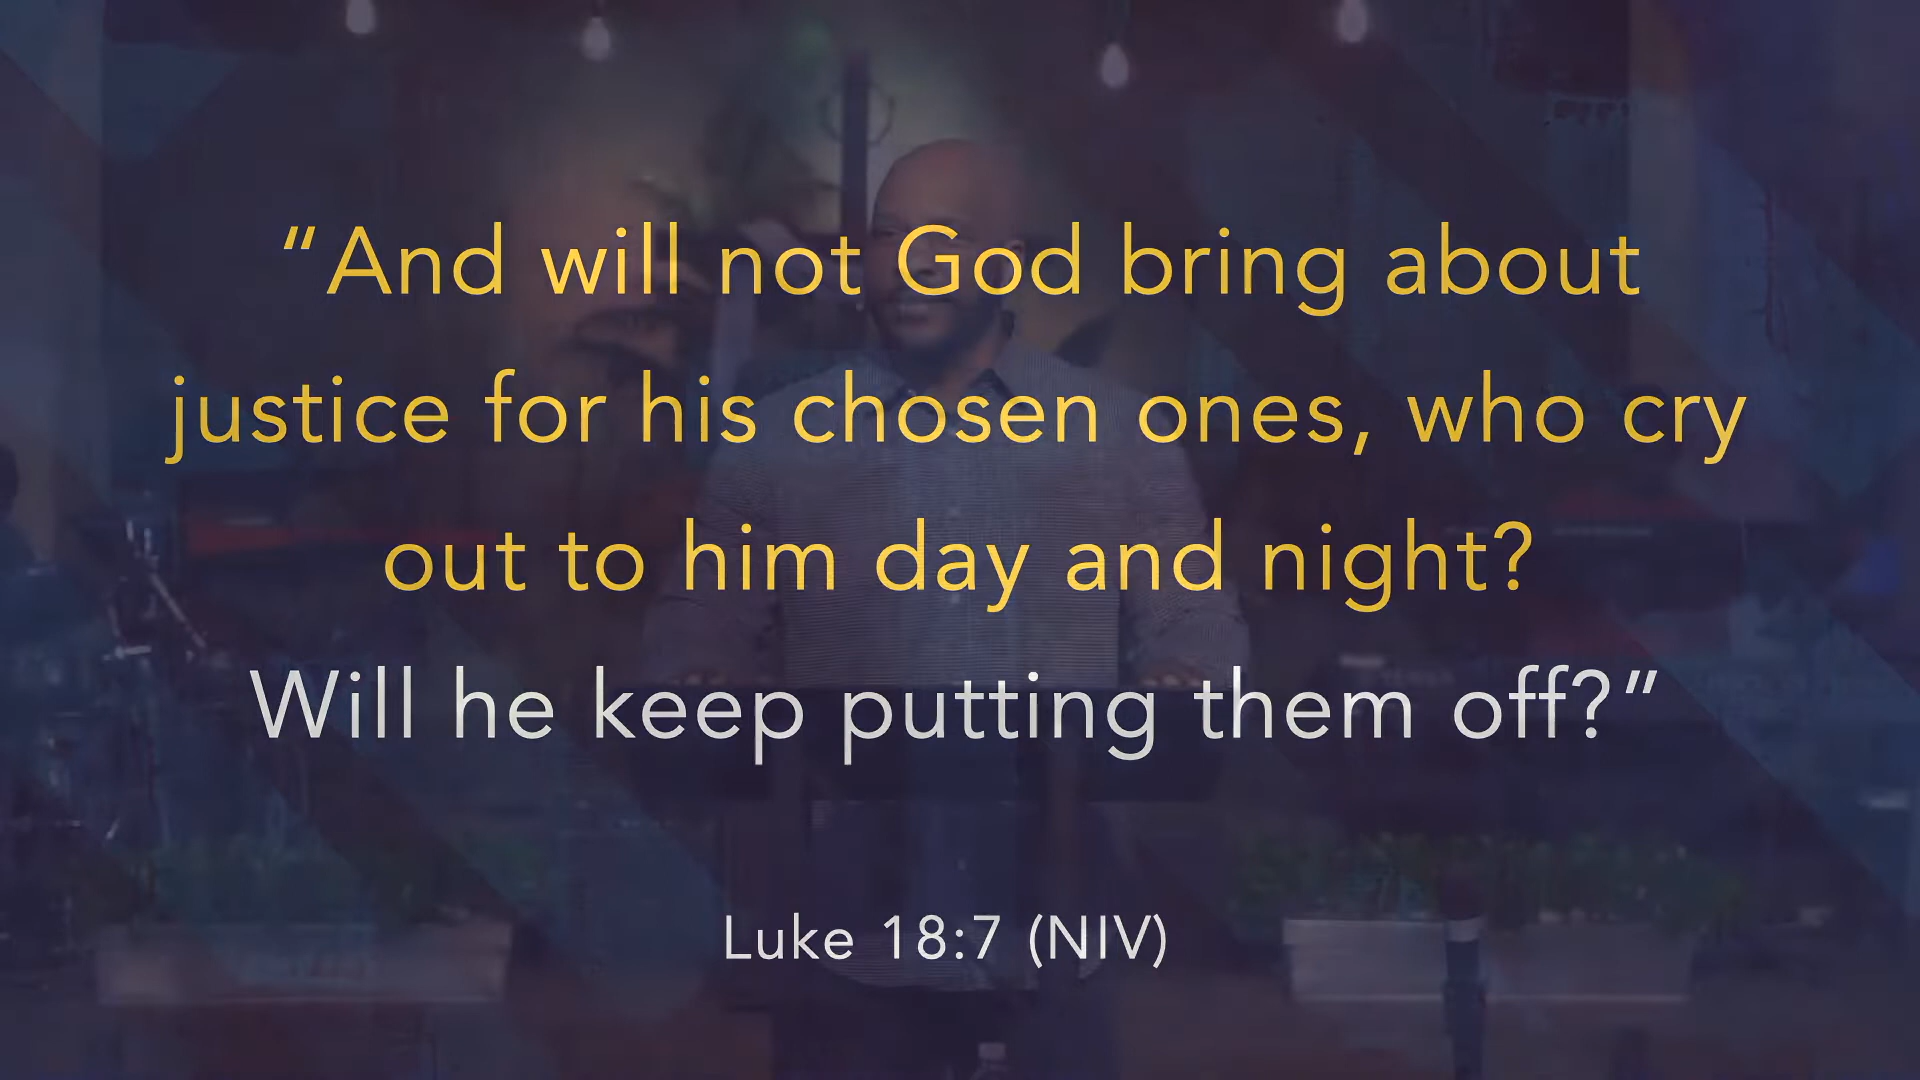 “And will not God bring about
justice for his chosen ones, who cry
out to him day and night?
Will he keep putting them off?”
Luke 18:7 (NIV)